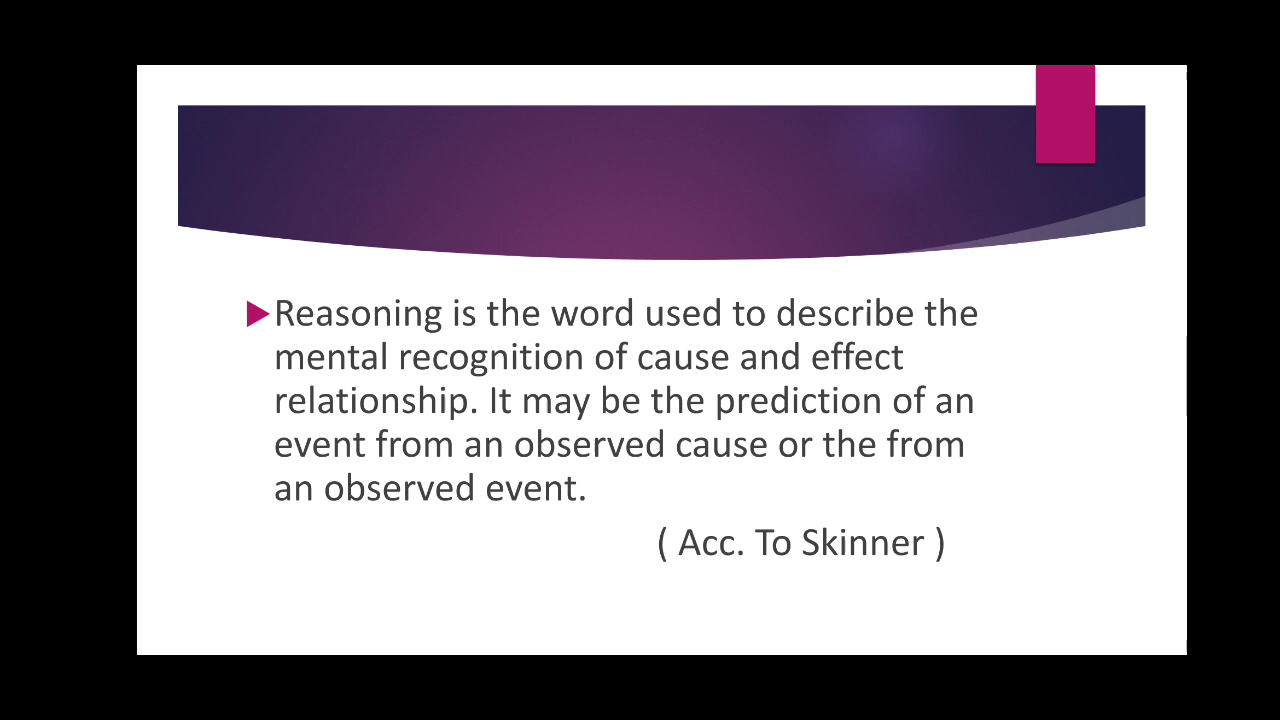 Reasoning is the word used to describe the
mental recognition of cause and effect
relationship. It may be the prediction of an
event from an observed cause or the from
an observed event.
( Acc. To Skinner )